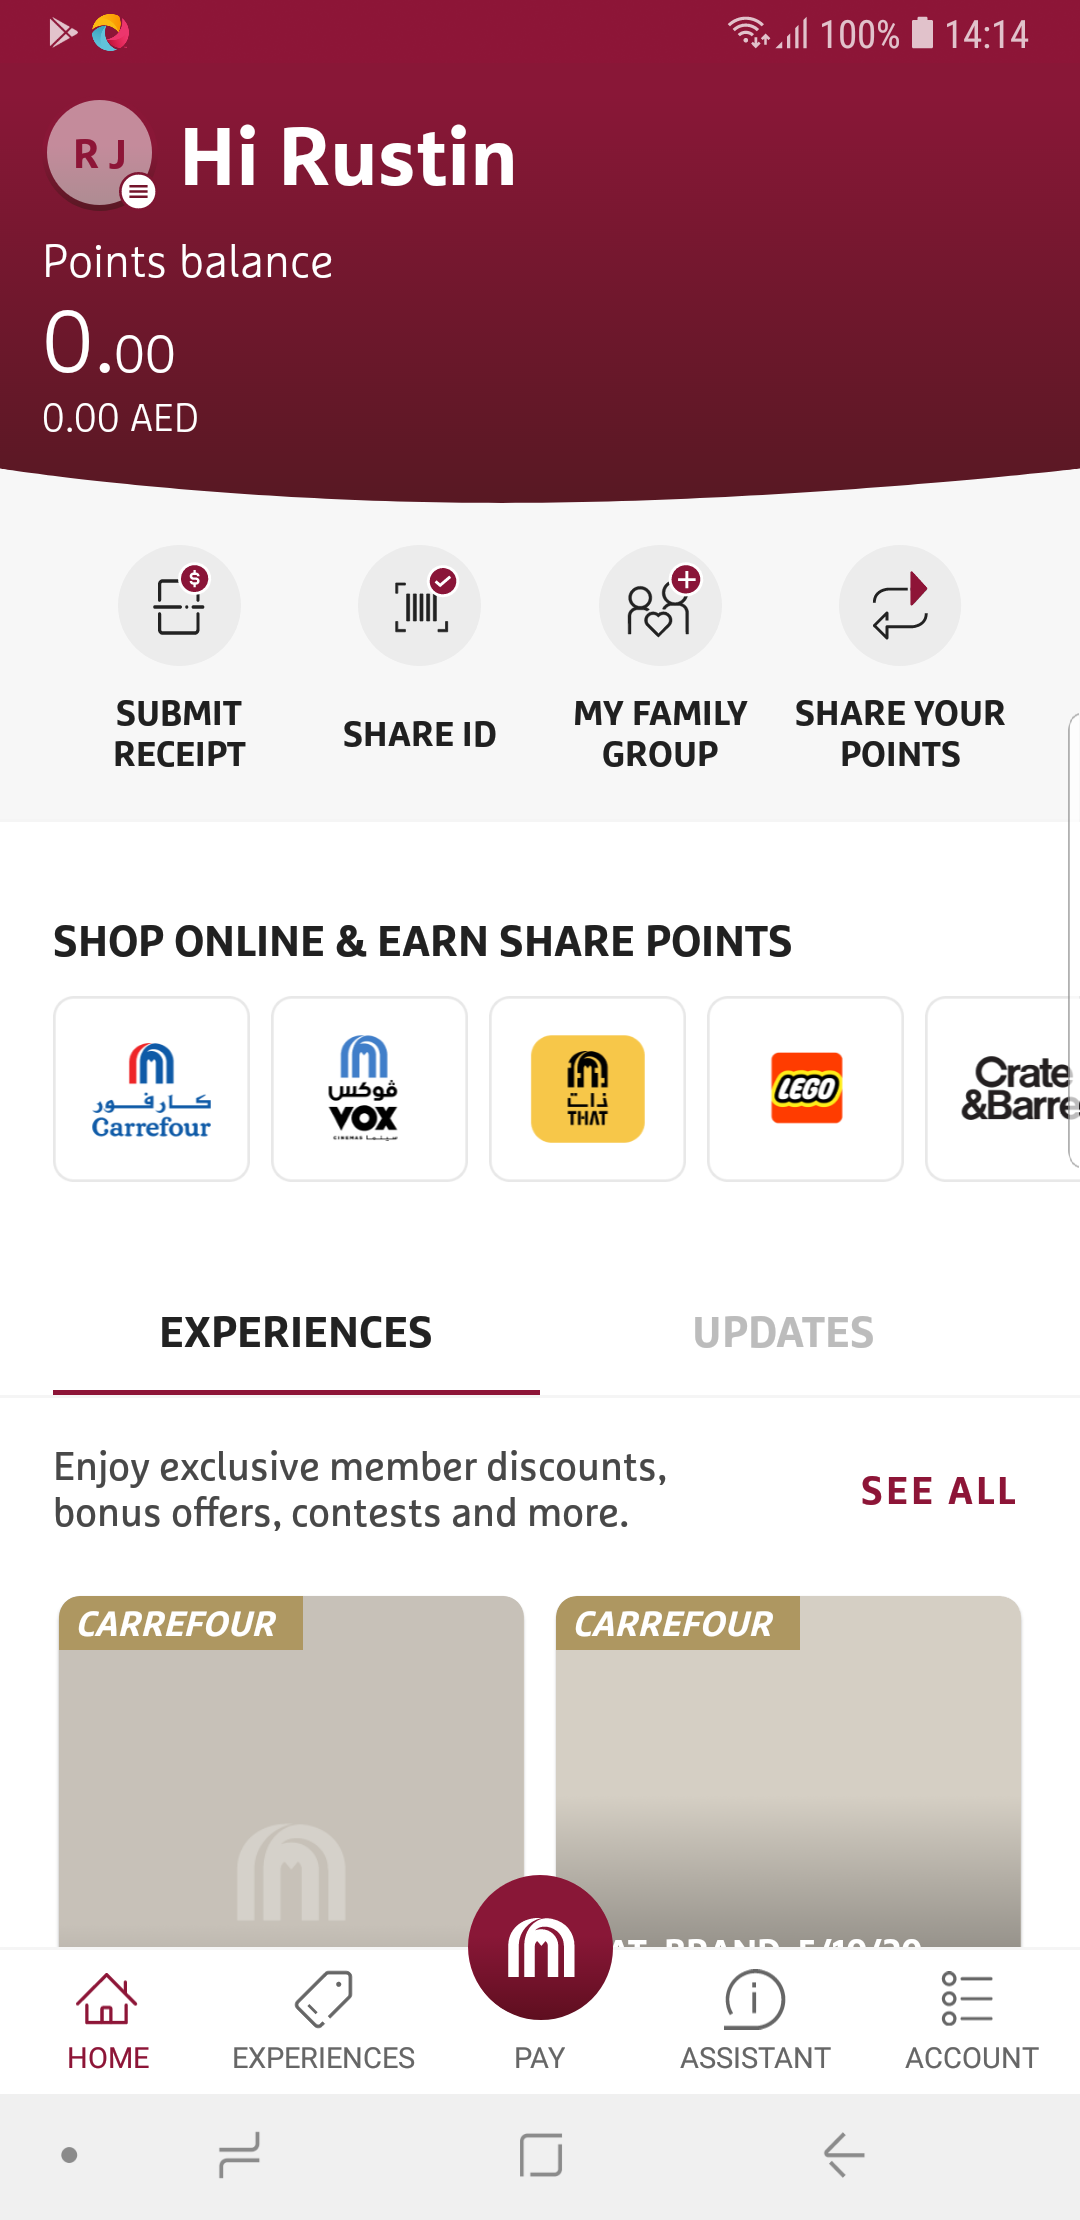 100% 14:14
R J
Hi Rustin
Points balance
0.00
0.00 AED
SUBMIT RECEIPT
SHARE ID
MY FAMILY GROUP
SHARE YOUR POINTS
SHOP ONLINE & EARN SHARE POINTS
كارفور
Carrefour
ڤوكس
VOX
CINEMAS سينما
ذات
THAT
LEGO
Crate
&Barre
EXPERIENCES
UPDATES
Enjoy exclusive member discounts,
bonus offers, contests and more.
SEE ALL
CARREFOUR
CARREFOUR
HOME
EXPERIENCES
PAY
ASSISTANT
ACCOUNT